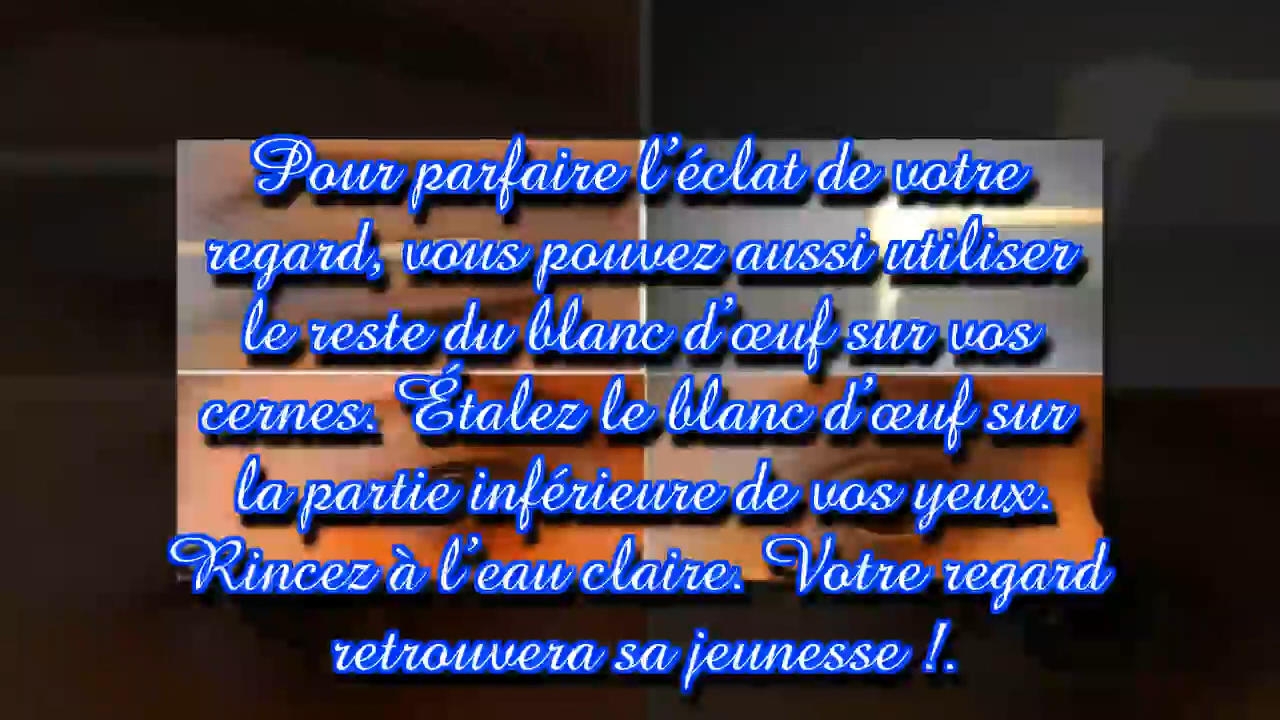 Pour parfaire l'éclat de votre
regard, vous pouvez aussi utiliser
le reste du blanc d'œuf sur vos
cernes. Étalez le blanc d'œuf sur
la partie inférieure de vos yeux.
Rincez à l'eau claire. Votre regard
retrouvera sa jeunesse !.